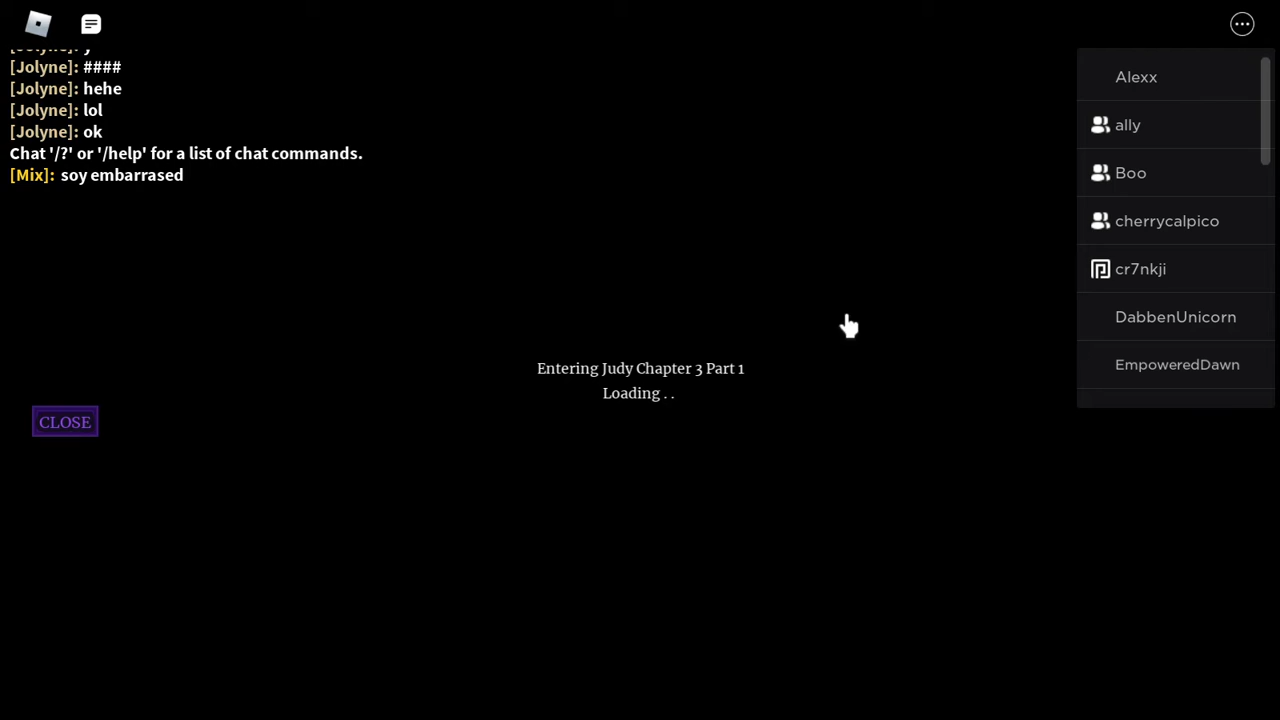 [Jolyne]: y
[Jolyne]: ####
[Jolyne]: hehe
[Jolyne]: lol
[Jolyne]: ok
Chat '/?' or '/help' for a list of chat commands.
[Mix]: soy embarrased
Alexx
ally
Boo
cherrycalpico
cr7nkji
DabbenUnicorn
EmpoweredDawn
Entering Judy Chapter 3 Part 1
Loading . .
CLOSE